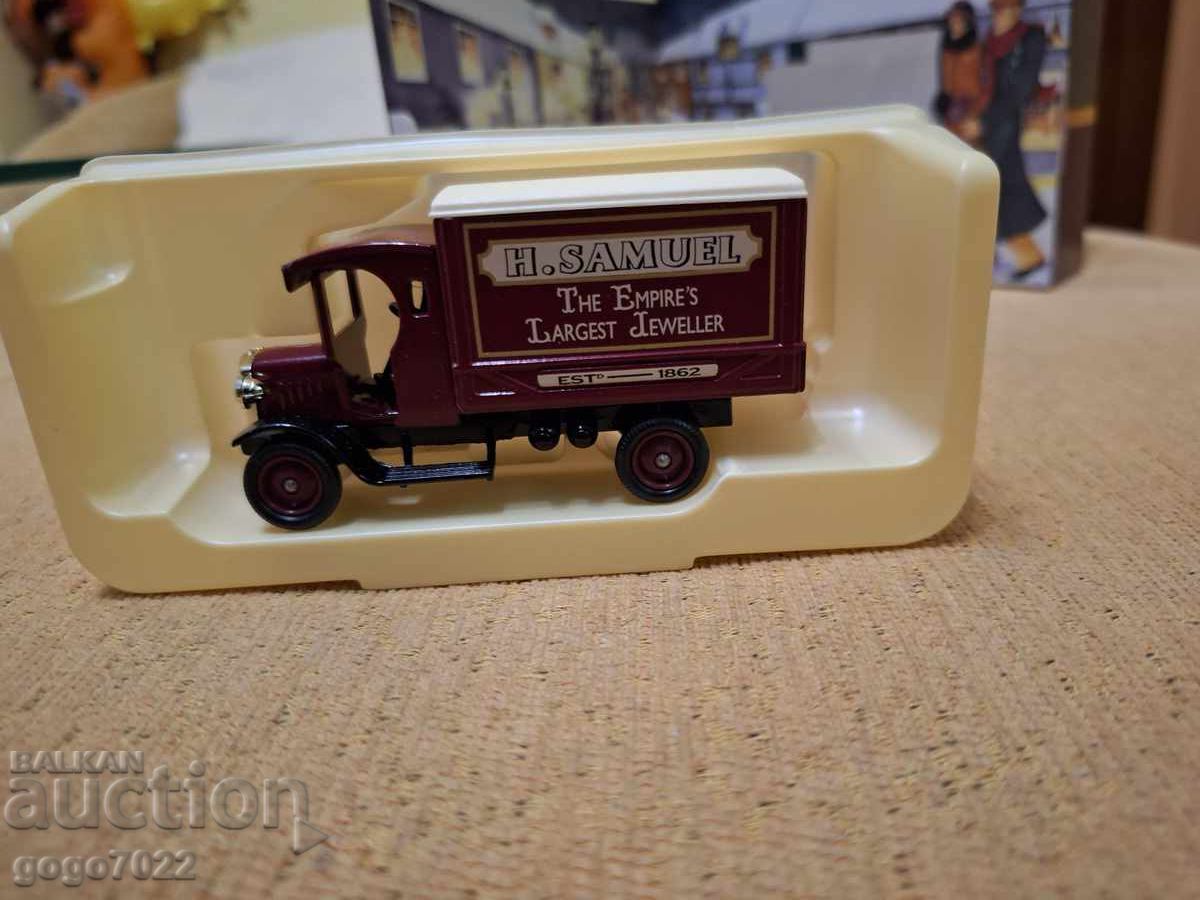 H. SAMUEL
THE EMPIRE'S
LARGEST JEWELLER
ESTD 1862
BALKAN
auction
gogo7022